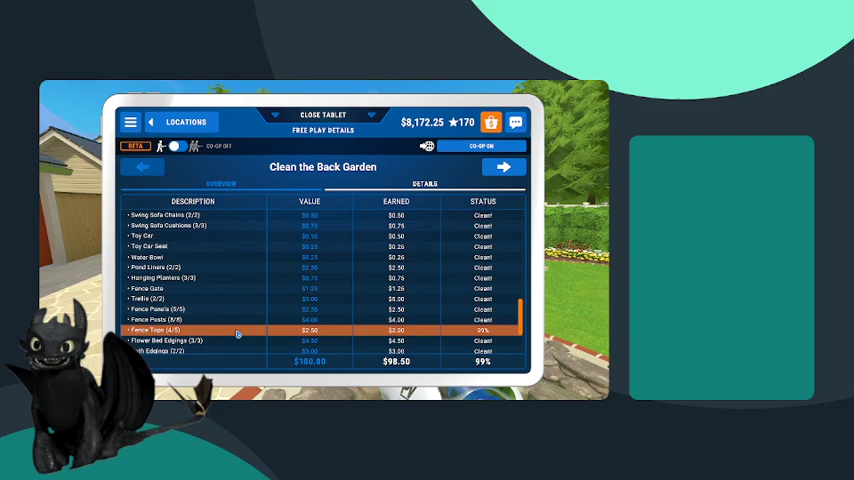 CLOSE TABLET
LOCATIONS
$8,172.25 ★170
FREE PLAY DETAILS
BETA CO-OP OFF CO-OP ON
Clean the Back Garden
OVERVIEW DETAILS
DESCRIPTION VALUE EARNED STATUS
• Swing Sofa Chains (2/2) $0.50 $0.50 Clean!
• Swing Sofa Cushions (3/3) $0.75 $0.75 Clean!
• Toy Car $0.50 $0.50 Clean!
• Toy Car Seat $0.25 $0.25 Clean!
• Water Bowl $0.25 $0.25 Clean!
• Pond Liners (2/2) $2.50 $2.50 Clean!
• Hanging Planters (3/3) $0.75 $0.75 Clean!
• Fence Gate $1.25 $1.25 Clean!
• Trellis (2/2) $5.00 $5.00 Clean!
• Fence Panels (5/5) $2.50 $2.50 Clean!
• Fence Posts (8/8) $4.00 $4.00 Clean!
• Fence Tops (4/5) $2.50 $2.00 99%
• Flower Bed Edgings (3/3) $4.50 $4.50 Clean!
Edgings (2/2) $3.00 $3.00 Clean!
$100.00 $98.50 99%